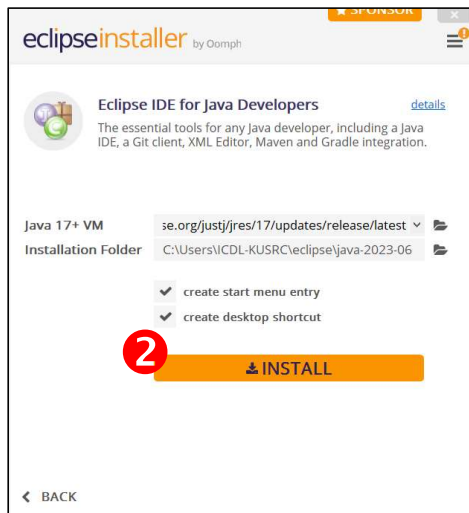 ★ SPONSOR
×
eclipseinstaller by Oomph
Eclipse IDE for Java Developers
details
The essential tools for any Java developer, including a Java
IDE, a Git client, XML Editor, Maven and Gradle integration.
Java 17+ VM
se.org/justj/jres/17/updates/release/latest
Installation Folder
C:\Users\ICDL-KUSRC\eclipse\java-2023-06
create start menu entry
create desktop shortcut
2
INSTALL
BACK